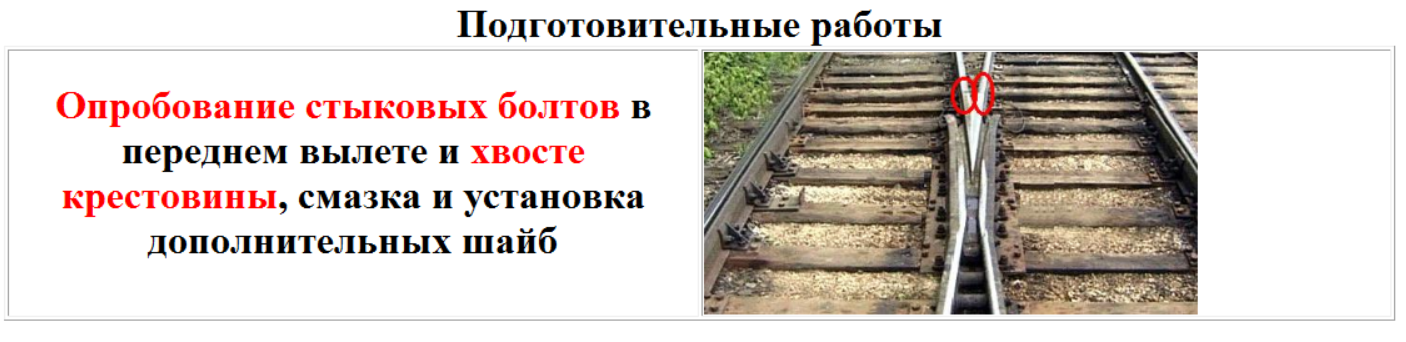 Подготовительные работы
Опробование стыковых болтов в
переднем вылете и хвосте
крестовины, смазка и установка
дополнительных шайб